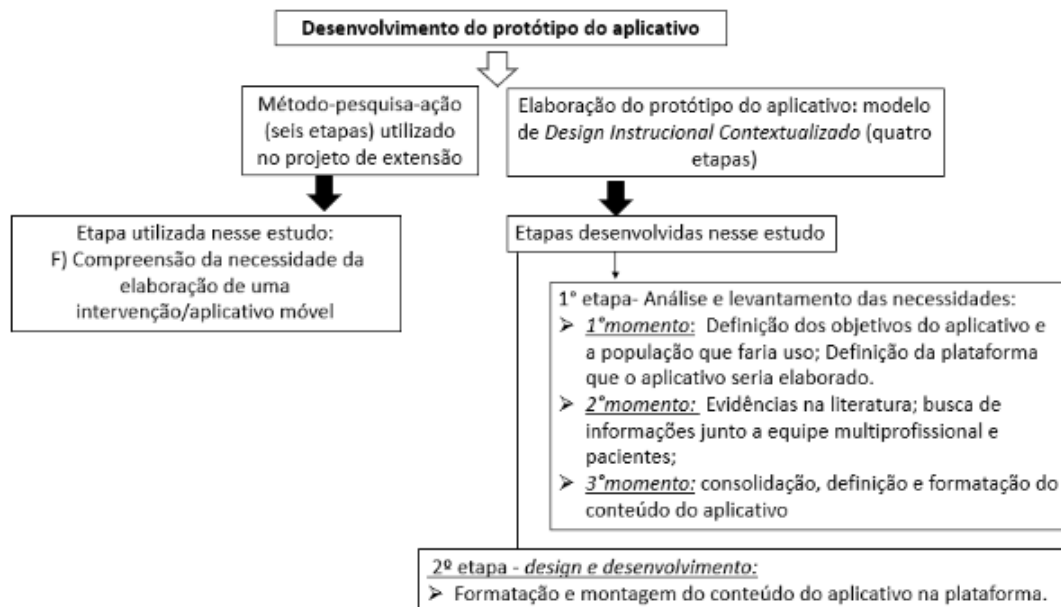 Desenvolvimento do protótipo do aplicativo
Método-pesquisa-ação
(seis etapas) utilizado
no projeto de extensão
Elaboração do protótipo do aplicativo: modelo
de Design Instrucional Contextualizado (quatro
etapas)
Etapa utilizada nesse estudo:
F) Compreensão da necessidade da
elaboração de uma
intervenção/aplicativo móvel
Etapas desenvolvidas nesse estudo
1° etapa- Análise e levantamento das necessidades:
➤ 1°momento: Definição dos objetivos do aplicativo e
a população que faria uso; Definição da plataforma
que o aplicativo seria elaborado.
➤ 2°momento: Evidências na literatura; busca de
informações junto a equipe multiprofissional e
pacientes;
➤ 3°momento: consolidação, definição e formatação do
conteúdo do aplicativo
2º etapa - design e desenvolvimento:
➤ Formatação e montagem do conteúdo do aplicativo na plataforma.